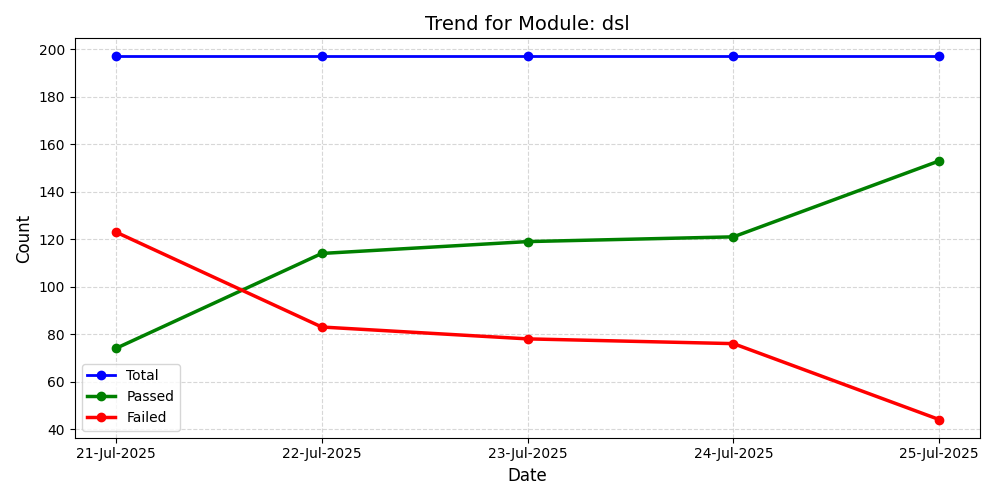 Trend for Module: dsl
Count
200
180
160
140
120
100
80
60
40
Total
Passed
Failed
21-Jul-2025
22-Jul-2025
23-Jul-2025
24-Jul-2025
25-Jul-2025
Date